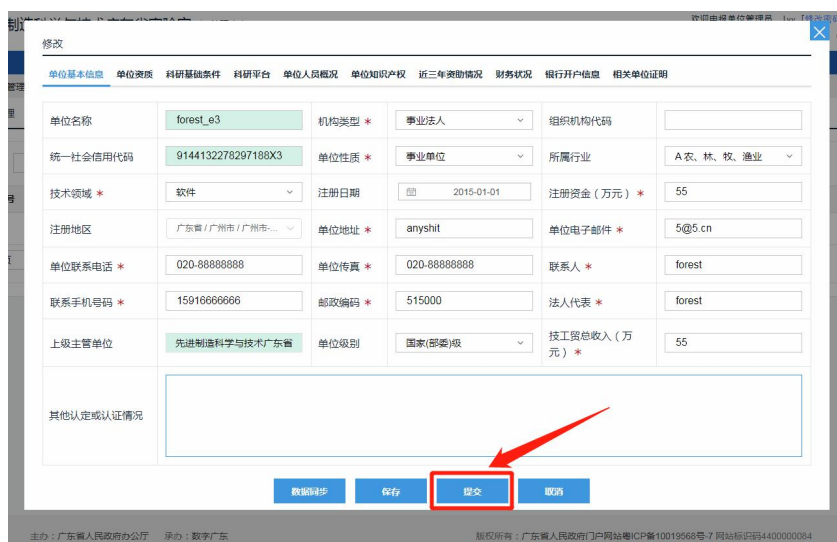 欢迎申报单位管理员
修改
单位基本信息 单位资质 科研基础条件 科研平台 单位人员概况 单位知识产权 近三年资助情况 财务状况 银行开户信息 相关单位证明
管理
单位名称 forest_e3 机构类型 * 事业法人 组织机构代码
统一社会信用代码 9144132278297188X3 单位性质 * 事业单位 所属行业 A 农、林、牧、渔业
技术领域 * 软件 注册日期 2015-01-01 注册资金（万元） * 55
注册地区 广东省 / 广州市 / 广州市-... 单位地址 * anyshit 单位电子邮件 * 5@5.cn
单位联系电话 * 020-88888888 单位传真 * 020-88888888 联系人 * forest
联系手机号码 * 15916666666 邮政编码 * 515000 法人代表 * forest
上级主管单位 先进制造科学与技术广东省 单位级别 国家(部委)级 技工贸总收入（万
元） * 55
其他认定或认证情况
数据同步 保存 提交 取消
主办：广东省人民政府办公厅 承办：数字广东 版权所有：广东省人民政府门户网站粤ICP备10019568号-7 网站标识码4400000084